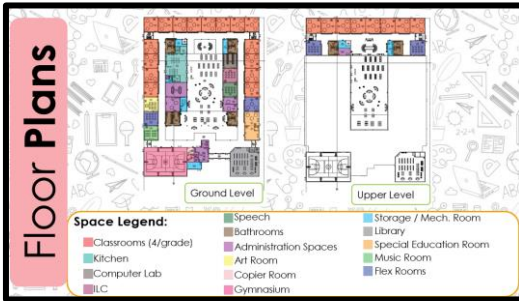 Floor Plans
Ground Level
Upper Level
Space Legend:
Classrooms (4/grade)
Kitchen
Computer Lab
ILC
Speech
Bathrooms
Administration Spaces
Art Room
Copier Room
Gymnasium
Storage / Mech. Room
Library
Special Education Room
Music Room
Flex Rooms